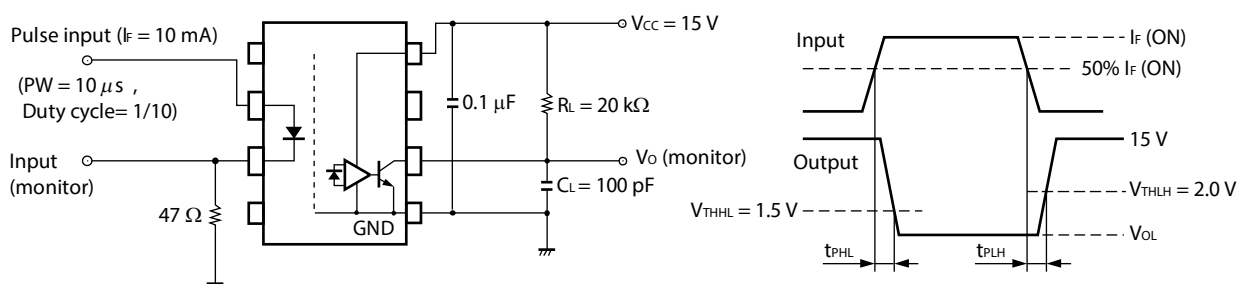 Pulse input (IF = 10 mA)
(PW = 10 μs ,
Duty cycle= 1/10)
Input
(monitor)
47 Ω
GND
0.1 μF
VCC = 15 V
RL = 20 kΩ
VO (monitor)
CL = 100 pF
Input
IF (ON)
50% IF (ON)
Output
15 V
VTHHL = 1.5 V
VTHLH = 2.0 V
VOL
tPHL
tPLH